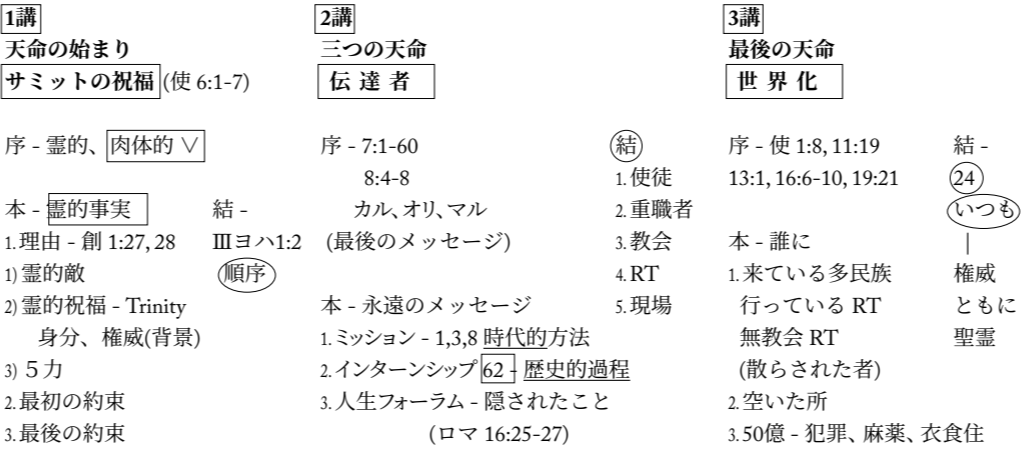 1講
天命の始まり
サミットの祝福 (使 6:1-7)
序 - 霊的、肉体的 ∨
本 - 霊的事実
1.理由 - 創 1:27, 28
1) 霊的敵
2) 霊的祝福 - Trinity
身分、権威(背景)
3) 5力
2.最初の約束
3.最後の約束
結 -
Ⅲヨハ1:2
順序
2講
三つの天命
伝 達 者
序 - 7:1-60
8:4-8
カル、オリ、マル
(最後のメッセージ)
本 - 永遠のメッセージ
1.ミッション - 1,3,8 時代的方法
2.インターンシップ 62 - 歴史的過程
3.人生フォーラム - 隠されたこと
(ロマ 16:25-27)
結
1.使徒
2.重職者
3.教会
4.RT
5.現場
3講
最後の天命
世 界 化
序 - 使 1:8, 11:19
13:1, 16:6-10, 19:21
本 - 誰に
1.来ている多民族
行っている RT
無教会 RT
(散らされた者)
2.空いた所
3.50億 - 犯罪、麻薬、衣食住
結 -
24
いつも
|
権威
ともに
聖霊